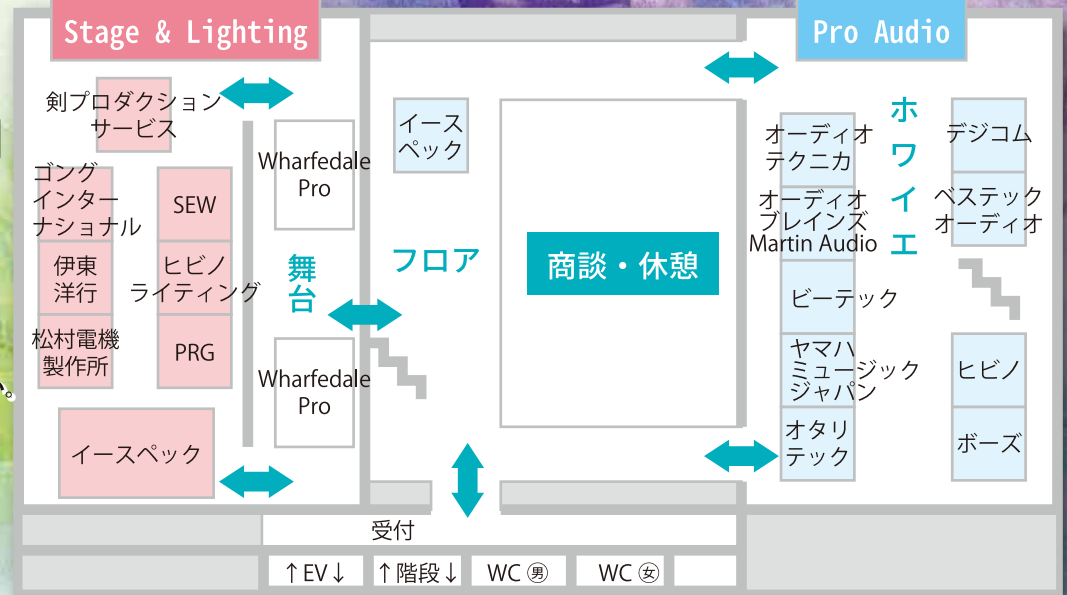 Stage & Lighting
Pro Audio
剣プロダクション
サービス
ゴング
インター
ナショナル
SEW
伊東
洋行
ヒビノ
ライティング
松村電機
製作所
PRG
イースペック
Wharfedale
Pro
舞台
Wharfedale
Pro
イース
ペック
フロア
商談・休憩
オーディオ
テクニカ
オーディオ
ブレインズ
Martin Audio
ビーテック
ヤマハ
ミュージック
ジャパン
オタリ
テック
ホワイエ
デジコム
ベステック
オーディオ
ヒビノ
ボーズ
受付
↑EV↓
↑階段↓
WC ㊚
WC ㊛